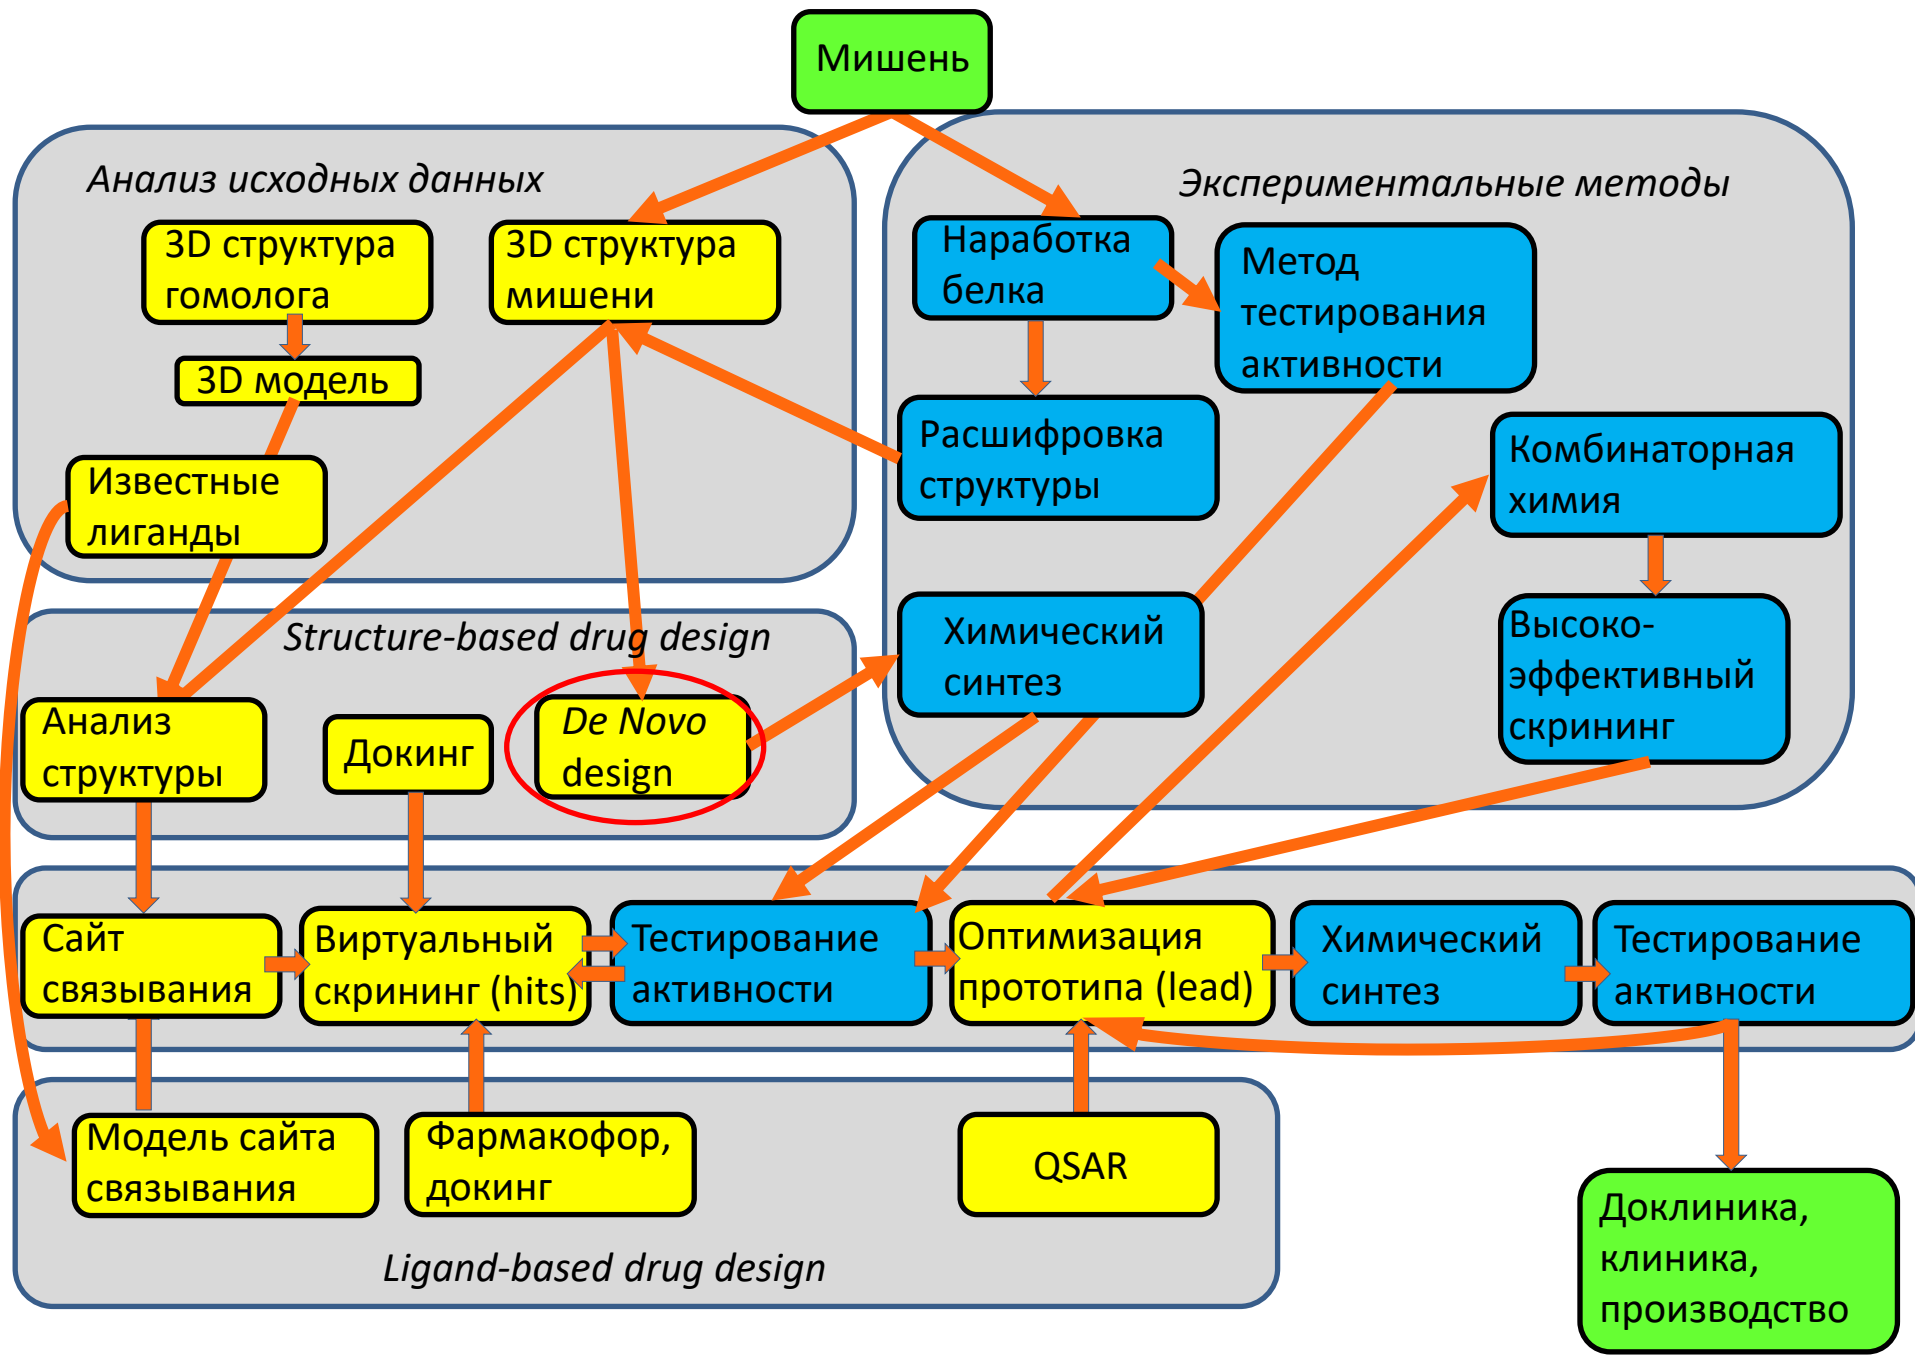 Мишень
Анализ исходных данных
3D структура
гомолога
3D структура
мишени
3D модель
Известные
лиганды
Экспериментальные методы
Наработка
белка
Метод
тестирования
активности
Расшифровка
структуры
Комбинаторная
химия
Химический
синтез
Высоко-
эффективный
скрининг
Structure-based drug design
Анализ
структуры
Докинг
De Novo
design
Сайт
связывания
Виртуальный
скрининг (hits)
Тестирование
активности
Оптимизация
прототипа (lead)
Химический
синтез
Тестирование
активности
Модель сайта
связывания
Фармакофор,
докинг
QSAR
Ligand-based drug design
Доклиника,
клиника,
производство